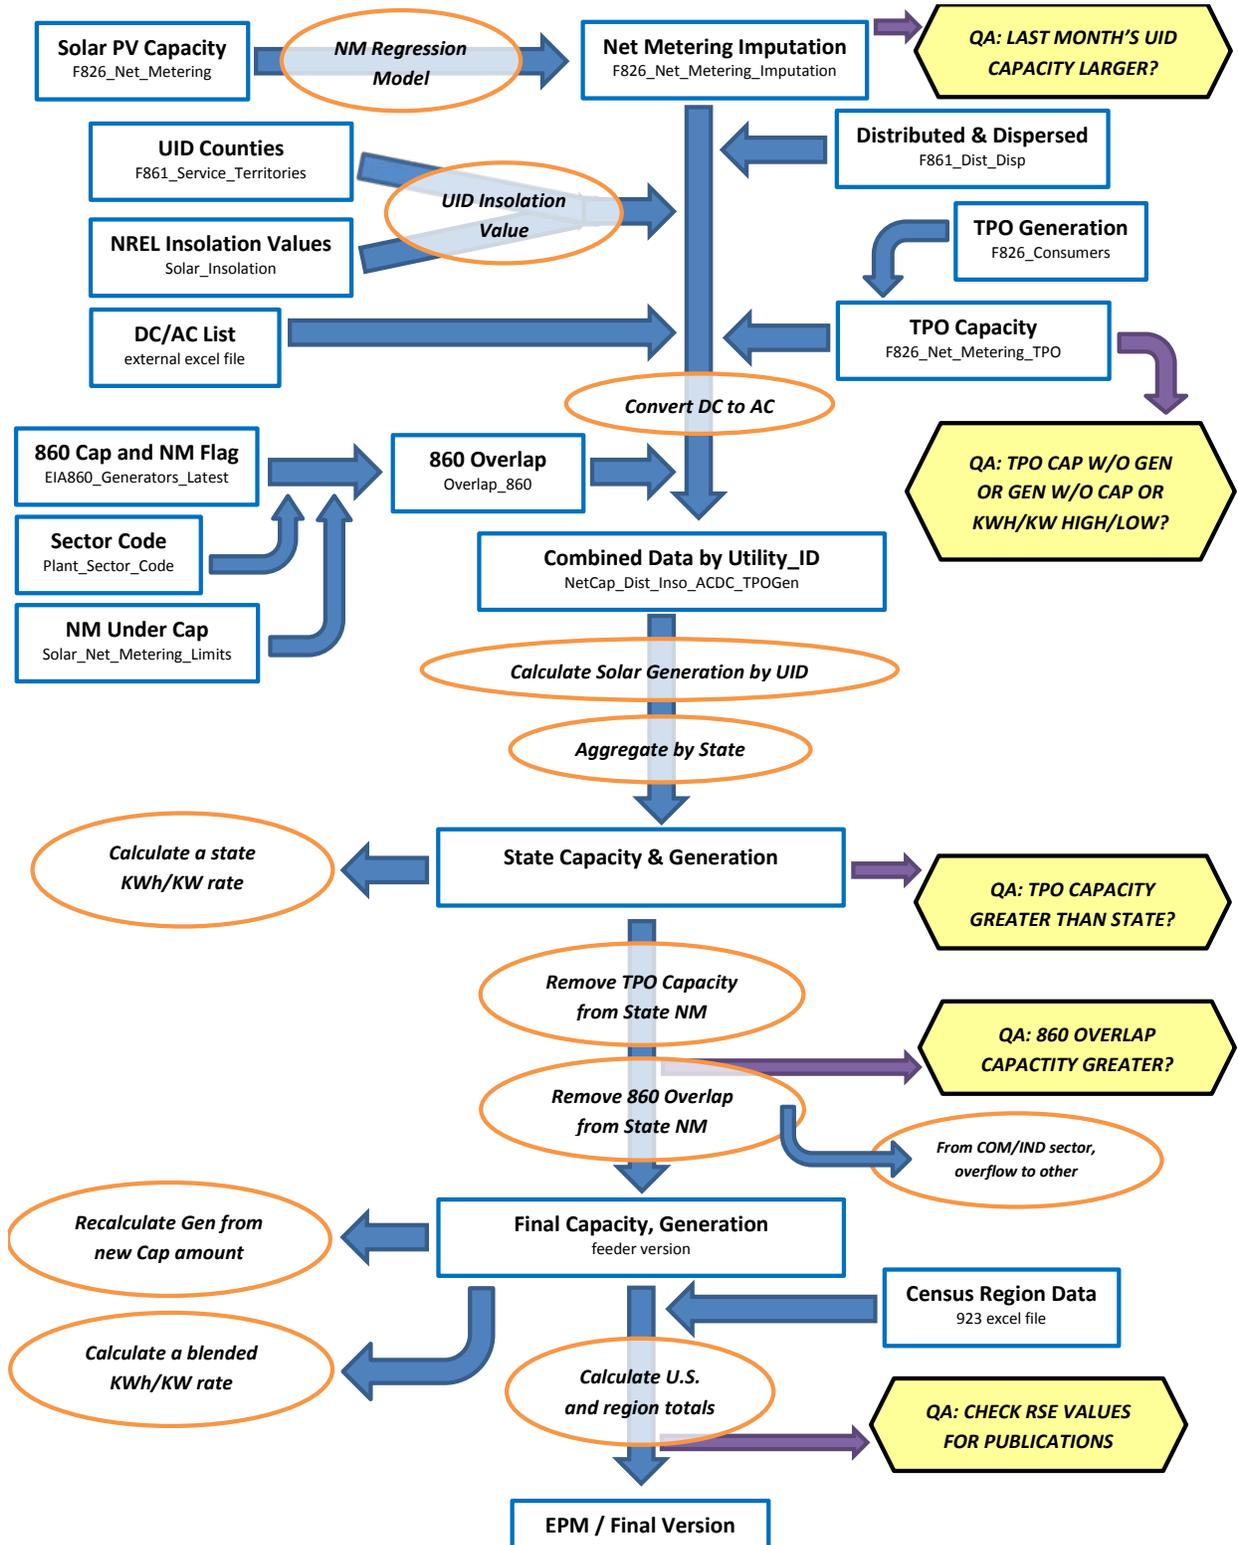 Solar PV Capacity
F826_Net_Metering
NM Regression
Model
Net Metering Imputation
F826_Net_Metering_Imputation
QA: LAST MONTH'S UID
CAPACITY LARGER?
UID Counties
F861_Service_Territories
Distributed & Dispersed
F861_Dist_Disp
UID Insolation
Value
NREL Insolation Values
Solar_Insolation
TPO Generation
F826_Consumers
DC/AC List
external excel file
TPO Capacity
F826_Net_Metering_TPO
Convert DC to AC
860 Cap and NM Flag
EIA860_Generators_Latest
860 Overlap
Overlap_860
QA: TPO CAP W/O GEN
OR GEN W/O CAP OR
KWH/KW HIGH/LOW?
Sector Code
Plant_Sector_Code
Combined Data by Utility_ID
NetCap_Dist_Inso_ACDC_TPOGen
NM Under Cap
Solar_Net_Metering_Limits
Calculate Solar Generation by UID
Aggregate by State
Calculate a state
KWh/KW rate
State Capacity & Generation
QA: TPO CAPACITY
GREATER THAN STATE?
Remove TPO Capacity
from State NM
QA: 860 OVERLAP
CAPACTITY GREATER?
Remove 860 Overlap
from State NM
From COM/IND sector,
overflow to other
Recalculate Gen from
new Cap amount
Final Capacity, Generation
feeder version
Census Region Data
923 excel file
Calculate a blended
KWh/KW rate
Calculate U.S.
and region totals
QA: CHECK RSE VALUES
FOR PUBLICATIONS
EPM / Final Version